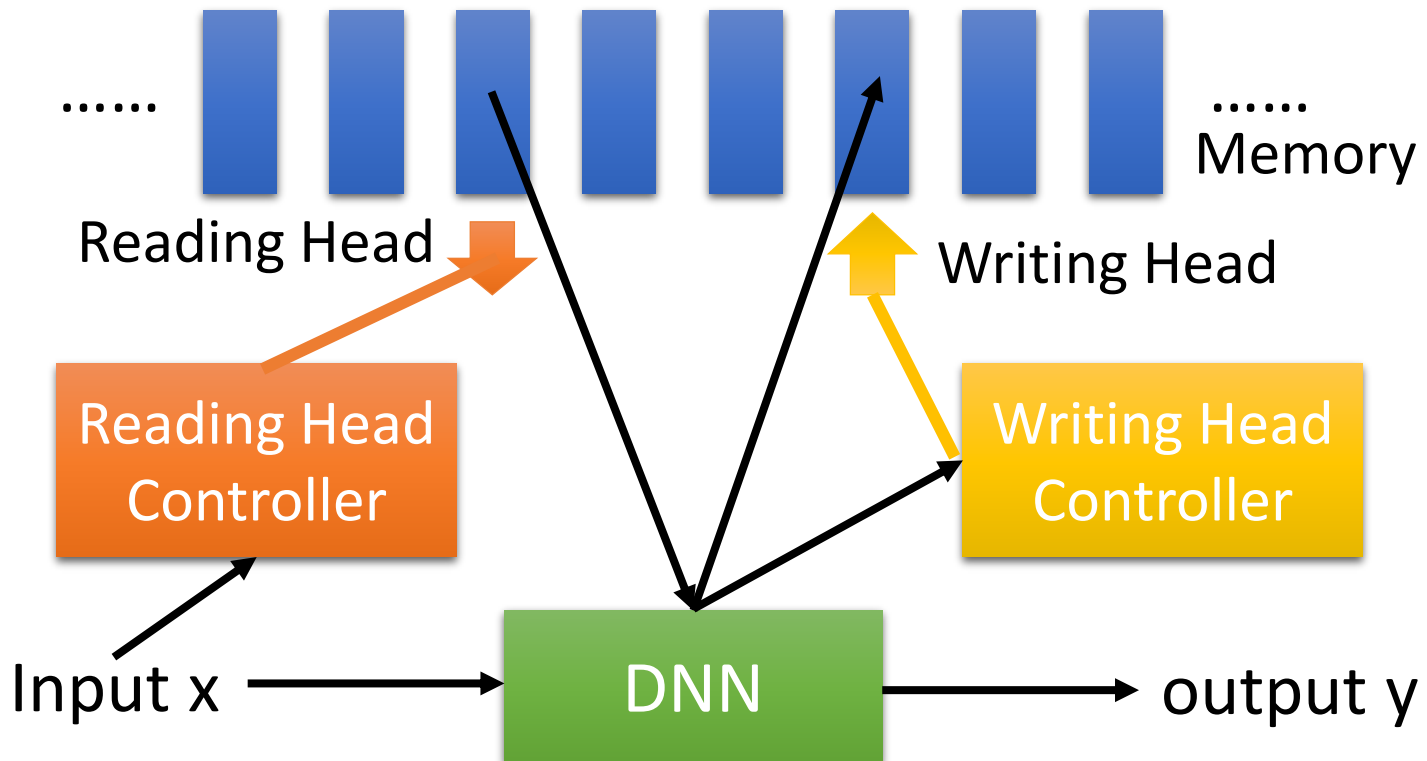 …… ……
Memory
Reading Head
Writing Head
Reading Head
Controller
Writing Head
Controller
Input x
DNN
output y